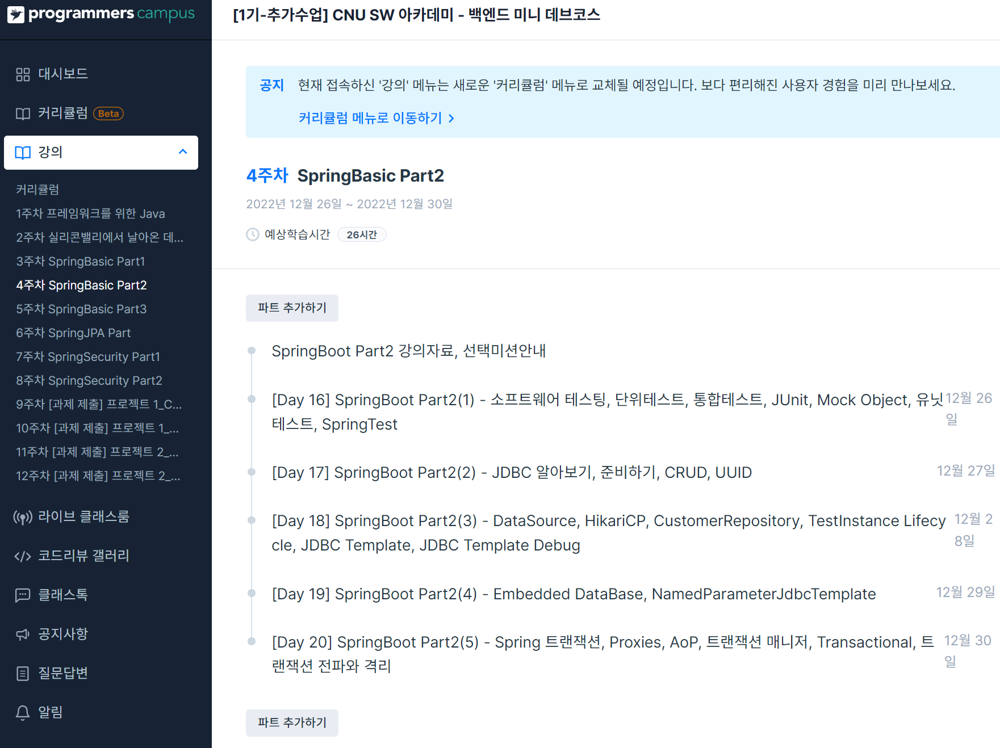 programmers campus
대시보드
커리큘럼 Beta
강의
커리큘럼
1주차 프레임워크를 위한 Java
2주차 실리콘밸리에서 날아온 데...
3주차 SpringBasic Part1
4주차 SpringBasic Part2
5주차 SpringBasic Part3
6주차 SpringJPA Part
7주차 SpringSecurity Part1
8주차 SpringSecurity Part2
9주차 [과제 제출] 프로젝트 1_C...
10주차 [과제 제출] 프로젝트 1_...
11주차 [과제 제출] 프로젝트 2_...
12주차 [과제 제출] 프로젝트 2_...
라이브 클래스룸
코드리뷰 갤러리
클래스톡
공지사항
질문답변
알림
[1기-추가수업] CNU SW 아카데미 - 백엔드 미니 데브코스
공지 현재 접속하신 '강의' 메뉴는 새로운 '커리큘럼' 메뉴로 교체될 예정입니다. 보다 편리해진 사용자 경험을 미리 만나보세요.
커리큘럼 메뉴로 이동하기
4주차 SpringBasic Part2
2022년 12월 26일 ~ 2022년 12월 30일
예상학습시간 26시간
파트 추가하기
SpringBoot Part2 강의자료, 선택미션안내
[Day 16] SpringBoot Part2(1) - 소프트웨어 테스팅, 단위테스트, 통합테스트, JUnit, Mock Object, 유닛
테스트, SpringTest
12월 26
일
[Day 17] SpringBoot Part2(2) - JDBC 알아보기, 준비하기, CRUD, UUID
12월 27일
[Day 18] SpringBoot Part2(3) - DataSource, HikariCP, CustomerRepository, TestInstance Lifecy
cle, JDBC Template, JDBC Template Debug
12월 2
8일
[Day 19] SpringBoot Part2(4) - Embedded DataBase, NamedParameterJdbcTemplate
12월 29일
[Day 20] SpringBoot Part2(5) - Spring 트랜잭션, Proxies, AoP, 트랜잭션 매니저, Transactional, 트
랜잭션 전파와 격리
12월 30
일
파트 추가하기